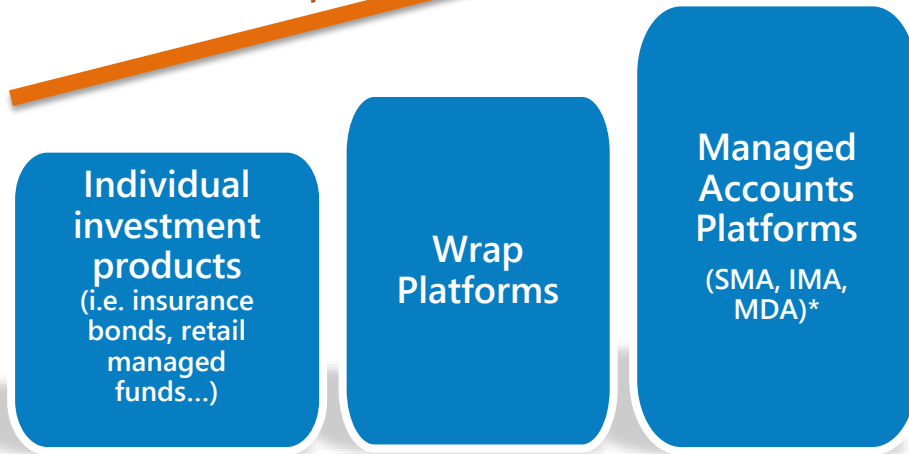 Individual
investment
products
(i.e. insurance
bonds, retail
managed
funds...)
Wrap
Platforms
Managed
Accounts
Platforms
(SMA, IMA,
MDA)*